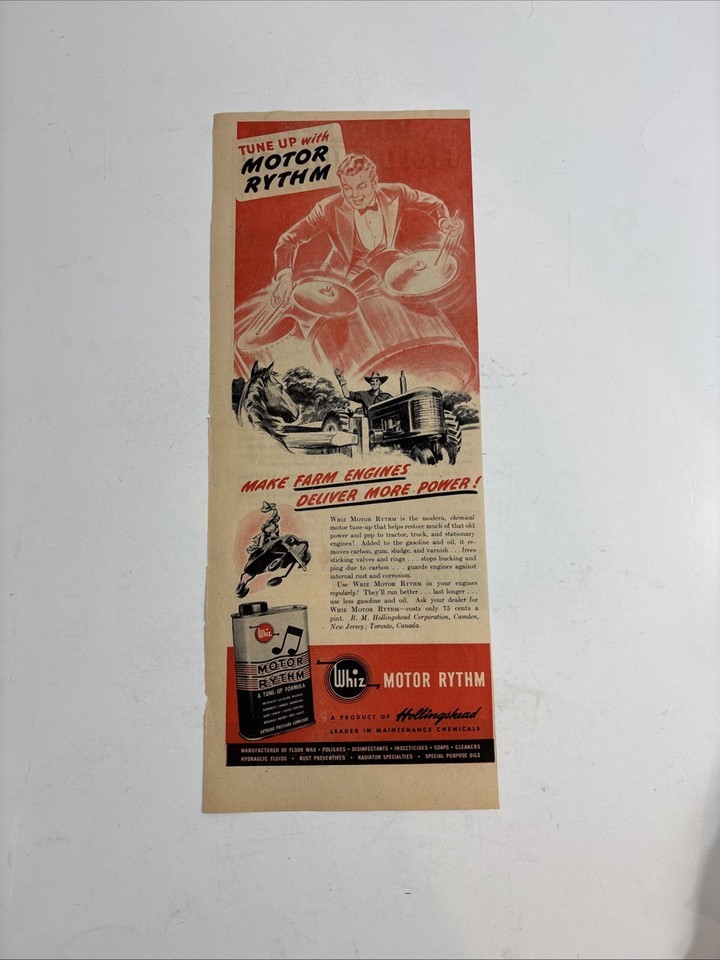 TUNE UP with
MOTOR
RYTHM
MAKE FARM ENGINES
DELIVER MORE POWER!
WHIZ MOTOR RYTHM is the modern, chemical
motor tune-up that helps restore much of that old
power and pep to tractor, truck, and stationary
engines! Added to the gasoline and oil, it re-
moves carbon, gum, sludge, and varnish . . . frees
sticking valves and rings . . . stops bucking and
ping due to carbon . . . guards engines against
internal rust and corrosion.
Use WHIZ MOTOR RYTHM in your engines
regularly! They'll run better . . . last longer . . .
use less gasoline and oil. Ask your dealer for
WHIZ MOTOR RYTHM—costs only 75 cents a
pint. R. M. Hollingshead Corporation, Camden,
New Jersey; Toronto, Canada.
Whiz
MOTOR
RYTHM
A TUNE-UP FORMULA
Whiz MOTOR RYTHM
A PRODUCT OF Hollingshead
LEADER IN MAINTENANCE CHEMICALS
MANUFACTURER OF FLOOR WAX • POLISHES • DISINFECTANTS • INSECTICIDES • SOAPS • CLEANERS
HYDRAULIC FLUIDS • RUST PREVENTIVES • RADIATOR SPECIALTIES • SPECIAL PURPOSE OILS